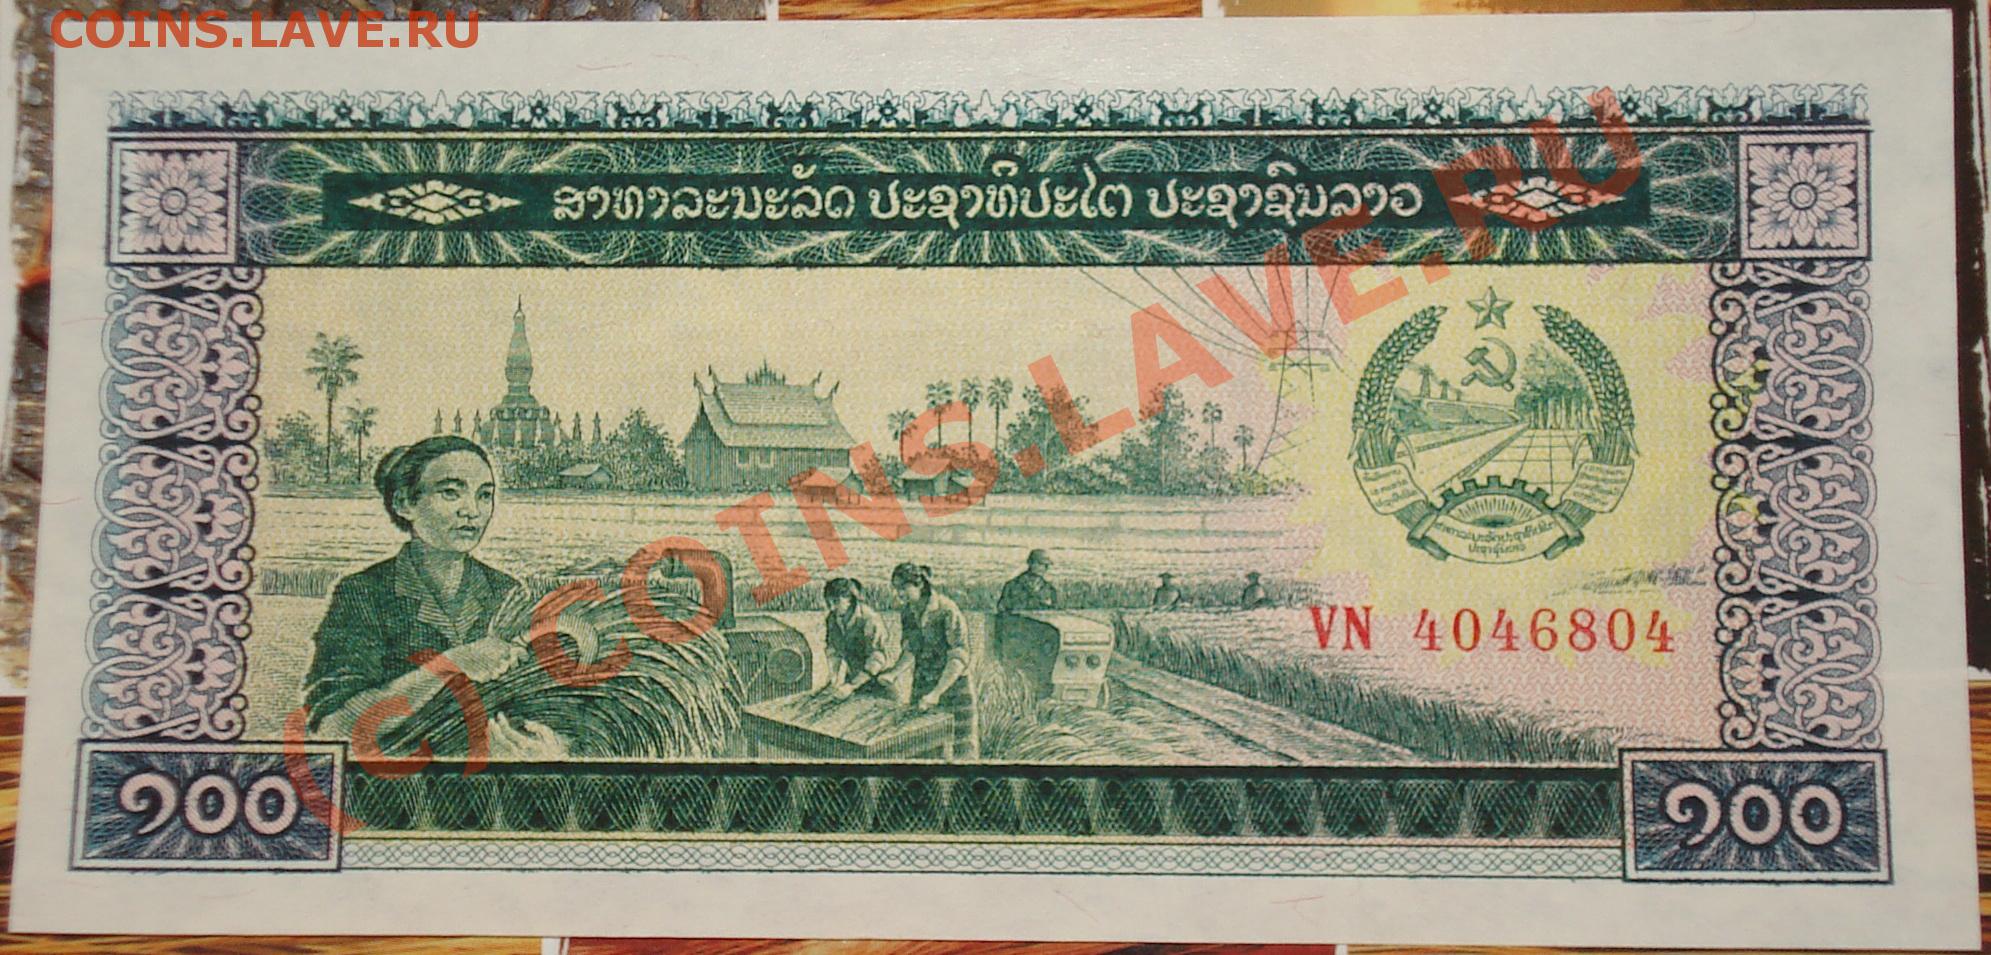 COINS.LAVE.RU
ສາທາລະນະລັດ ປະຊາທິປະໄຕ ປະຊາຊົນລາວ
(c) COINS.LAVE.RU
VN 4046804
໑໐໐ ໑໐໐